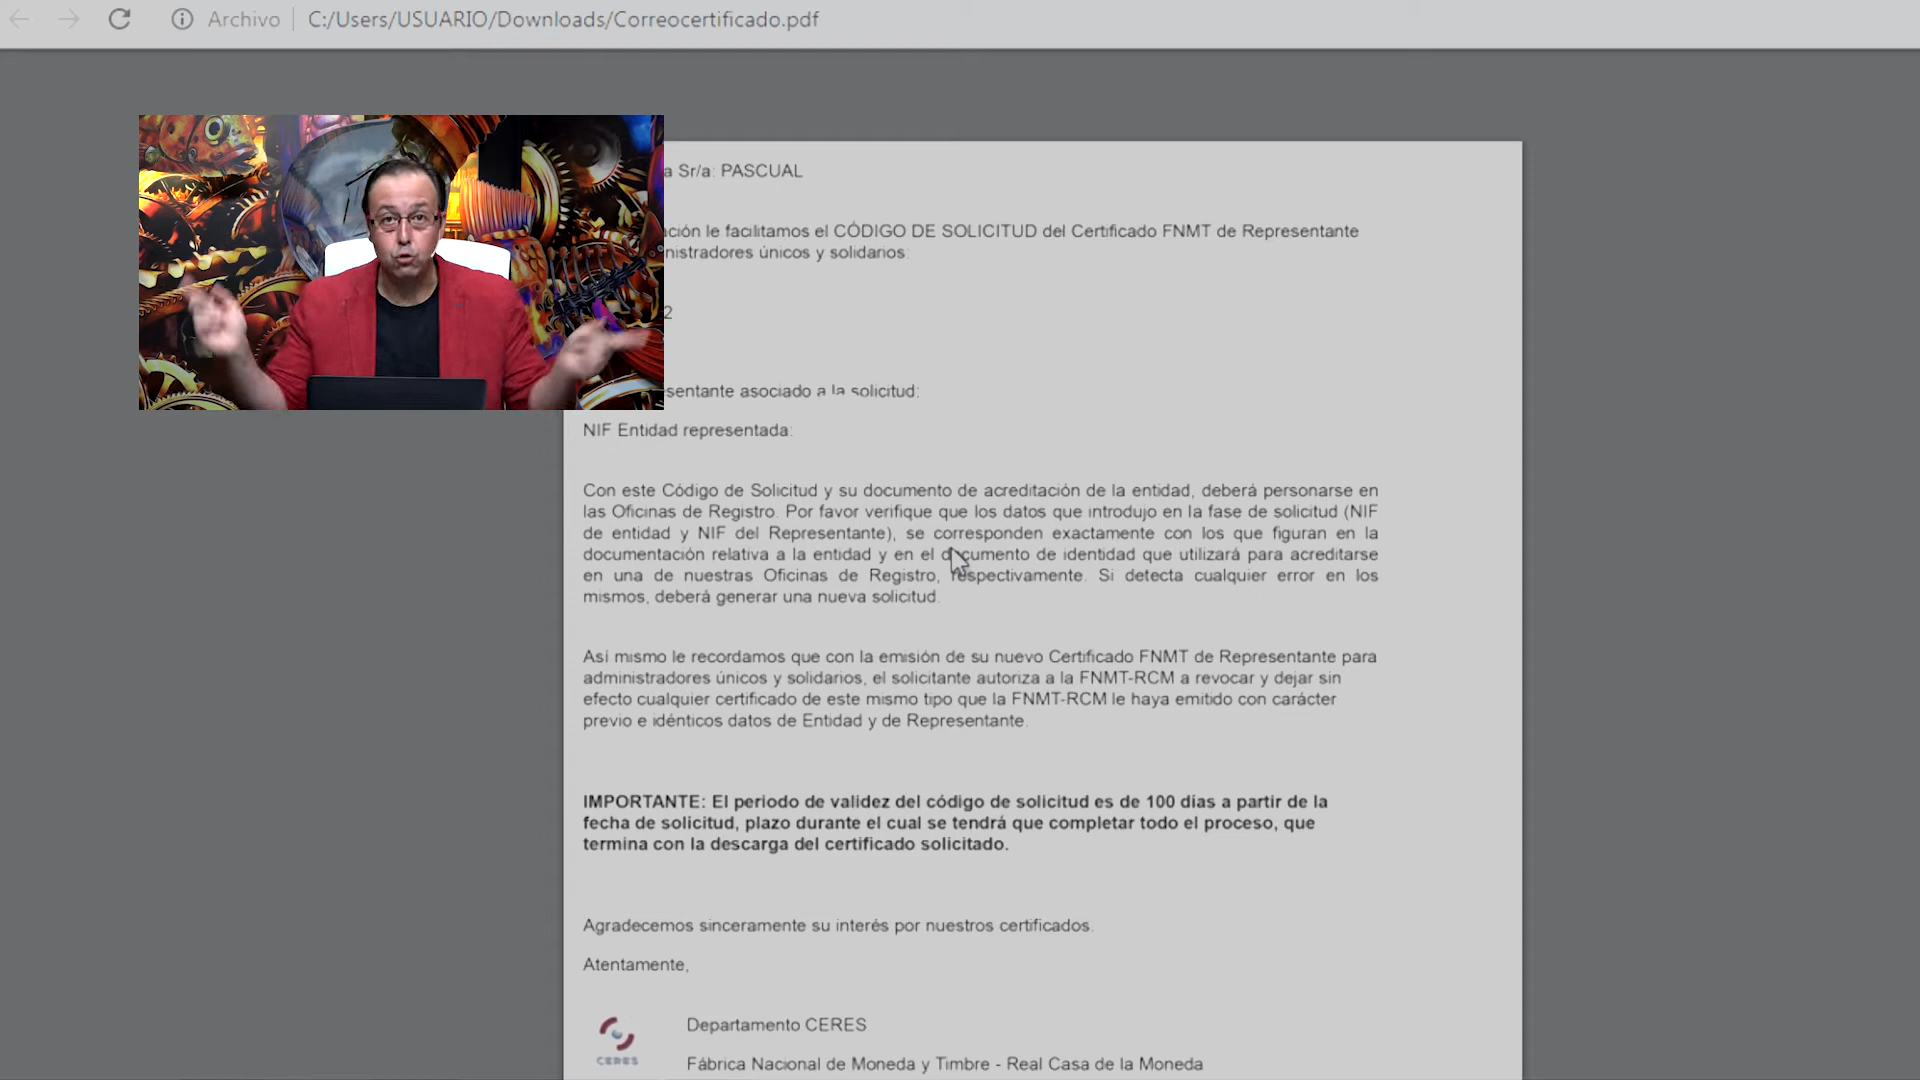 Archivo C:/Users/USUARIO/Downloads/Correocertificado.pdf
a Sr/a: PASCUAL
ción le facilitamos el CÓDIGO DE SOLICITUD del Certificado FNMT de Representante
nistradores únicos y solidarios:
2
sentante asociado a la solicitud:
NIF Entidad representada:
Con este Código de Solicitud y su documento de acreditación de la entidad, deberá personarse en
las Oficinas de Registro. Por favor verifique que los datos que introdujo en la fase de solicitud (NIF
de entidad y NIF del Representante), se corresponden exactamente con los que figuran en la
documentación relativa a la entidad y en el documento de identidad que utilizará para acreditarse
en una de nuestras Oficinas de Registro, respectivamente. Si detecta cualquier error en los
mismos, deberá generar una nueva solicitud.
Así mismo le recordamos que con la emisión de su nuevo Certificado FNMT de Representante para
administradores únicos y solidarios, el solicitante autoriza a la FNMT-RCM a revocar y dejar sin
efecto cualquier certificado de este mismo tipo que la FNMT-RCM le haya emitido con carácter
previo e idénticos datos de Entidad y de Representante.
IMPORTANTE: El periodo de validez del código de solicitud es de 100 días a partir de la
fecha de solicitud, plazo durante el cual se tendrá que completar todo el proceso, que
termina con la descarga del certificado solicitado.
Agradecemos sinceramente su interés por nuestros certificados.
Atentamente,
Departamento CERES
CERES
Fábrica Nacional de Moneda y Timbre - Real Casa de la Moneda